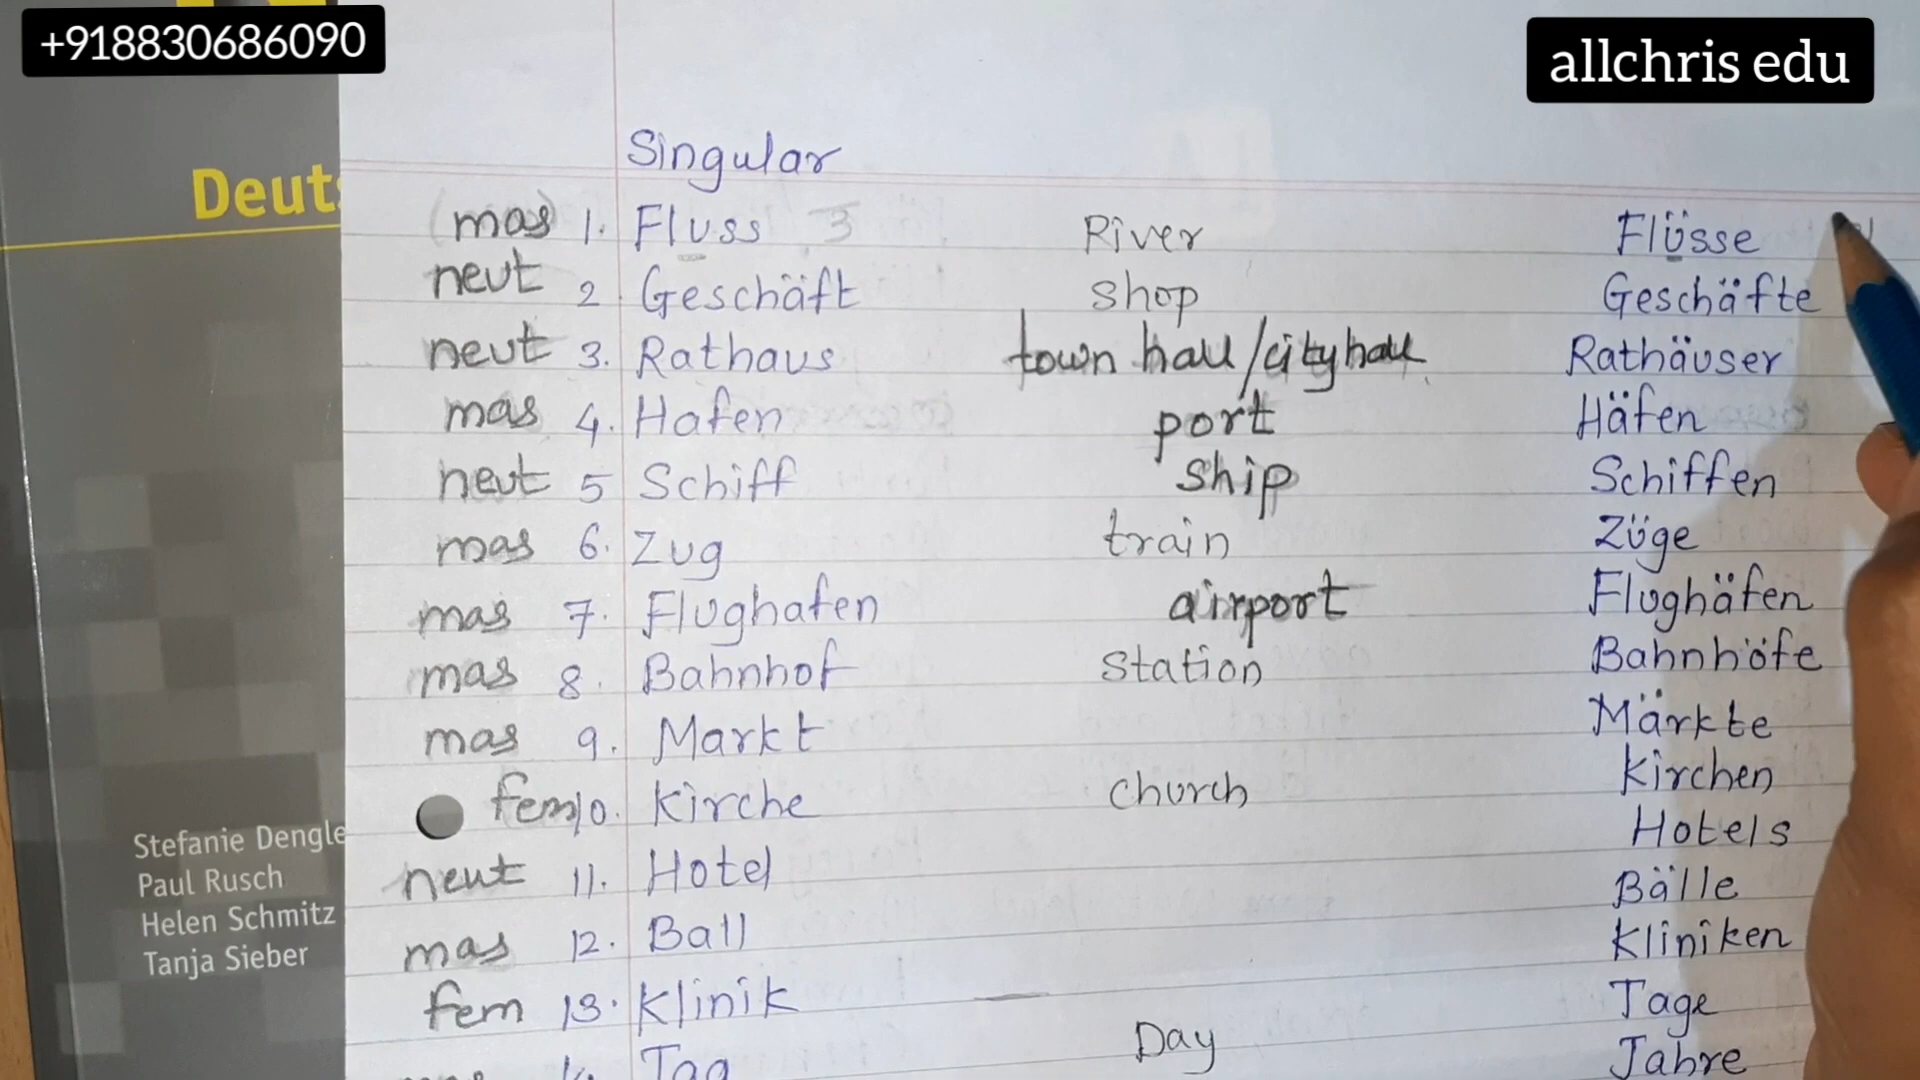 +918830686090
allchris edu
Deuts
Singular
(mas) 1. Fluss 3 River Flüsse
neut 2 Geschäft shop Geschäfte
neut 3. Rathaus town hall/cityhall Rathäuser
mas 4. Hafen port Häfen
neut 5 Schiff ship Schiffen
mas 6. Zug train Züge
mas 7. Flughafen airport Flughäfen
mas 8. Bahnhof Station Bahnhöfe
mas 9. Markt Märkte
fem 10. Kirche Church Kirchen
neut 11. Hotel Hotels
mas 12. Ball Bälle
fem 13. Klinik Kliniken
Tag Day Tage
Jahre
Stefanie Dengle
Paul Rusch
Helen Schmitz
Tanja Sieber